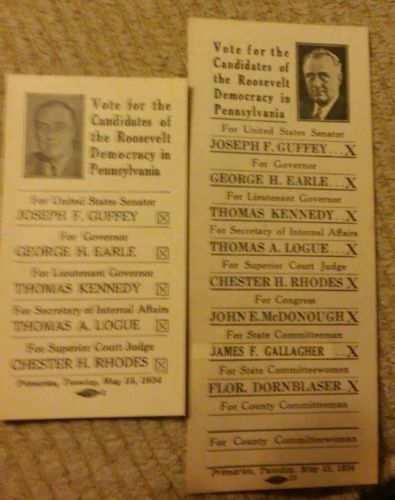 Vote for the
Candidates of
the Roosevelt
Democracy in
Pennsylvania
For United States Senator
JOSEPH F. GUFFEY X
For Governor
GEORGE H. EARLE X
For Lieutenant Governor
THOMAS KENNEDY X
For Secretary of Internal Affairs
THOMAS A. LOGUE X
For Superior Court Judge
CHESTER H. RHODES X
Primaries, Tuesday, May 15, 1934
Vote for the
Candidates of
the Roosevelt
Democracy in
Pennsylvania
For United States Senator
JOSEPH F. GUFFEY...X
For Governor
GEORGE H. EARLE...X
For Lieutenant Governor
THOMAS KENNEDY...X
For Secretary of Internal Affairs
THOMAS A. LOGUE...X
For Superior Court Judge
CHESTER H. RHODES X
For Congress
JOHN E. McDONOUGH X
For State Committeeman
JAMES F. GALLAGHER ..X
For State Committeewomen
FLOR. DORNBLASER.X
For County Committeeman
For County Committeewoman
Primaries, Tuesday, May 15, 1934